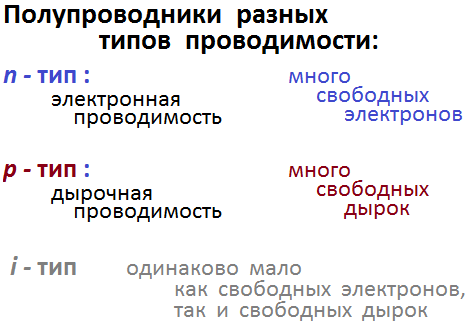 Полупроводники разных
типов проводимости:
n - тип : много
электронная свободных
проводимость электронов
p - тип : много
дырочная свободных
проводимость дырок
i - тип одинаково мало
как свободных электронов,
так и свободных дырок